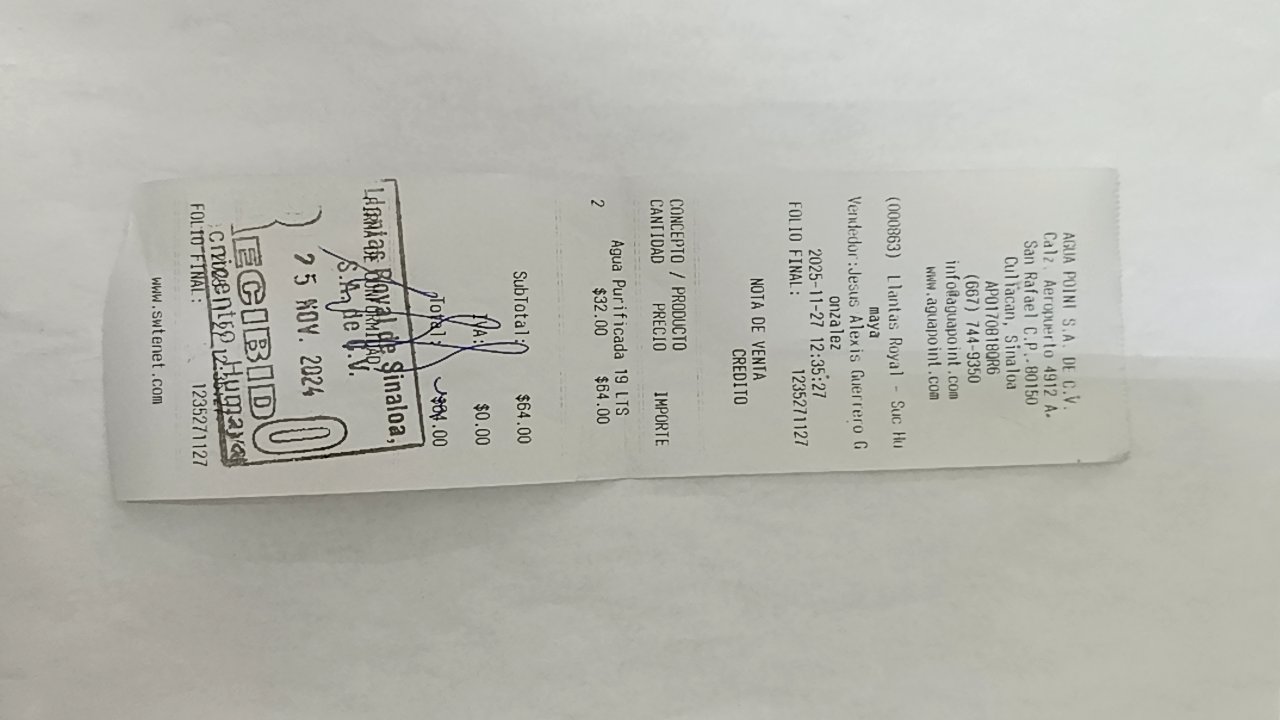 AGUA POINT S.A. DE C.V.
Calz. Aeropuerto 4912 A,
San Rafael C.P. 80150
Culiacan, Sinaloa
APO170818QR6
(667) 744-9350
info@aguapoint.com
www.aguapoint.com
(000863) Llantas Royal - Suc Hu
maya
Vendedor:Jesus Alexis Guerrero G
onzalez
2025-11-27 12:35:27
FOLIO FINAL: 1235271127
NOTA DE VENTA
CREDITO
CONCEPTO / PRODUCTO
CANTIDAD PRECIO IMPORTE
Agua Purificada 19 LTS
2 $32.00 $64.00
SubTotal: $64.00
IVA: $0.00
Total: $64.00
Llantas Royal de Sinaloa,
S.A. de C.V.
25 NOV. 2024
RECIBIDO
Humaya
FOLIO FINAL: 1235271127
www.swtenet.com